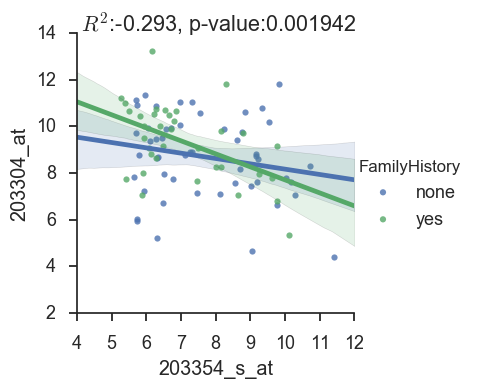 R²:-0.293, p-value:0.001942
14
12
10
8
6
4
2
203304_at
4 5 6 7 8 9 10 11 12
203354_s_at
FamilyHistory
none
yes